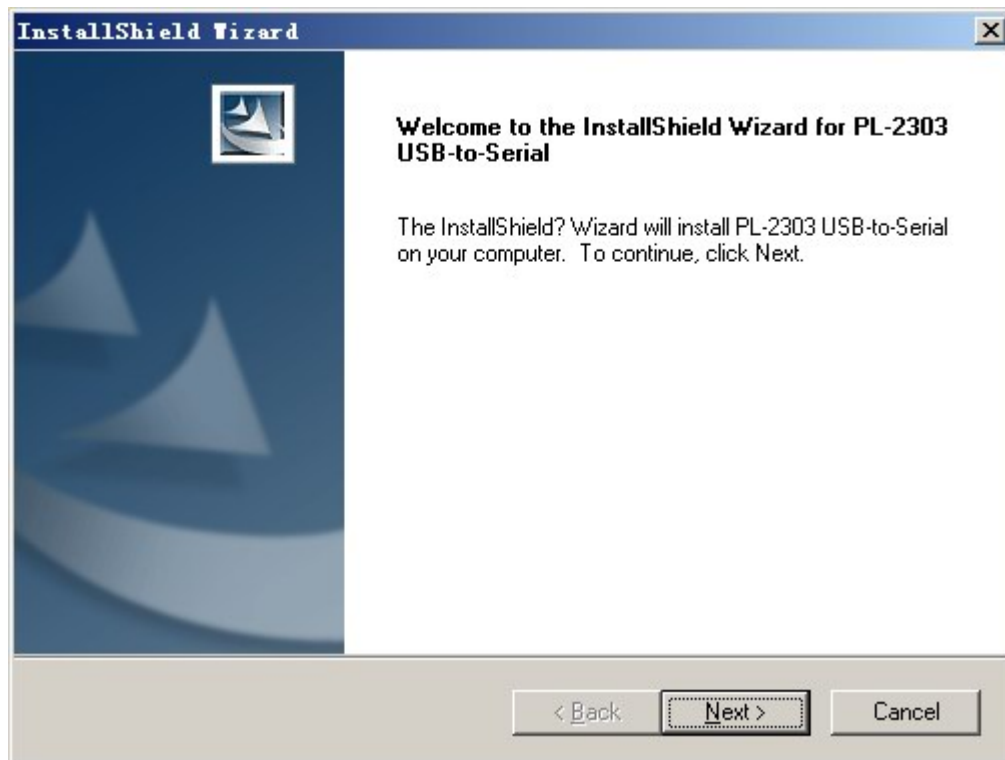 InstallShield Wizard
Welcome to the InstallShield Wizard for PL-2303
USB-to-Serial
The InstallShield? Wizard will install PL-2303 USB-to-Serial
on your computer.  To continue, click Next.
< Back
Next >
Cancel